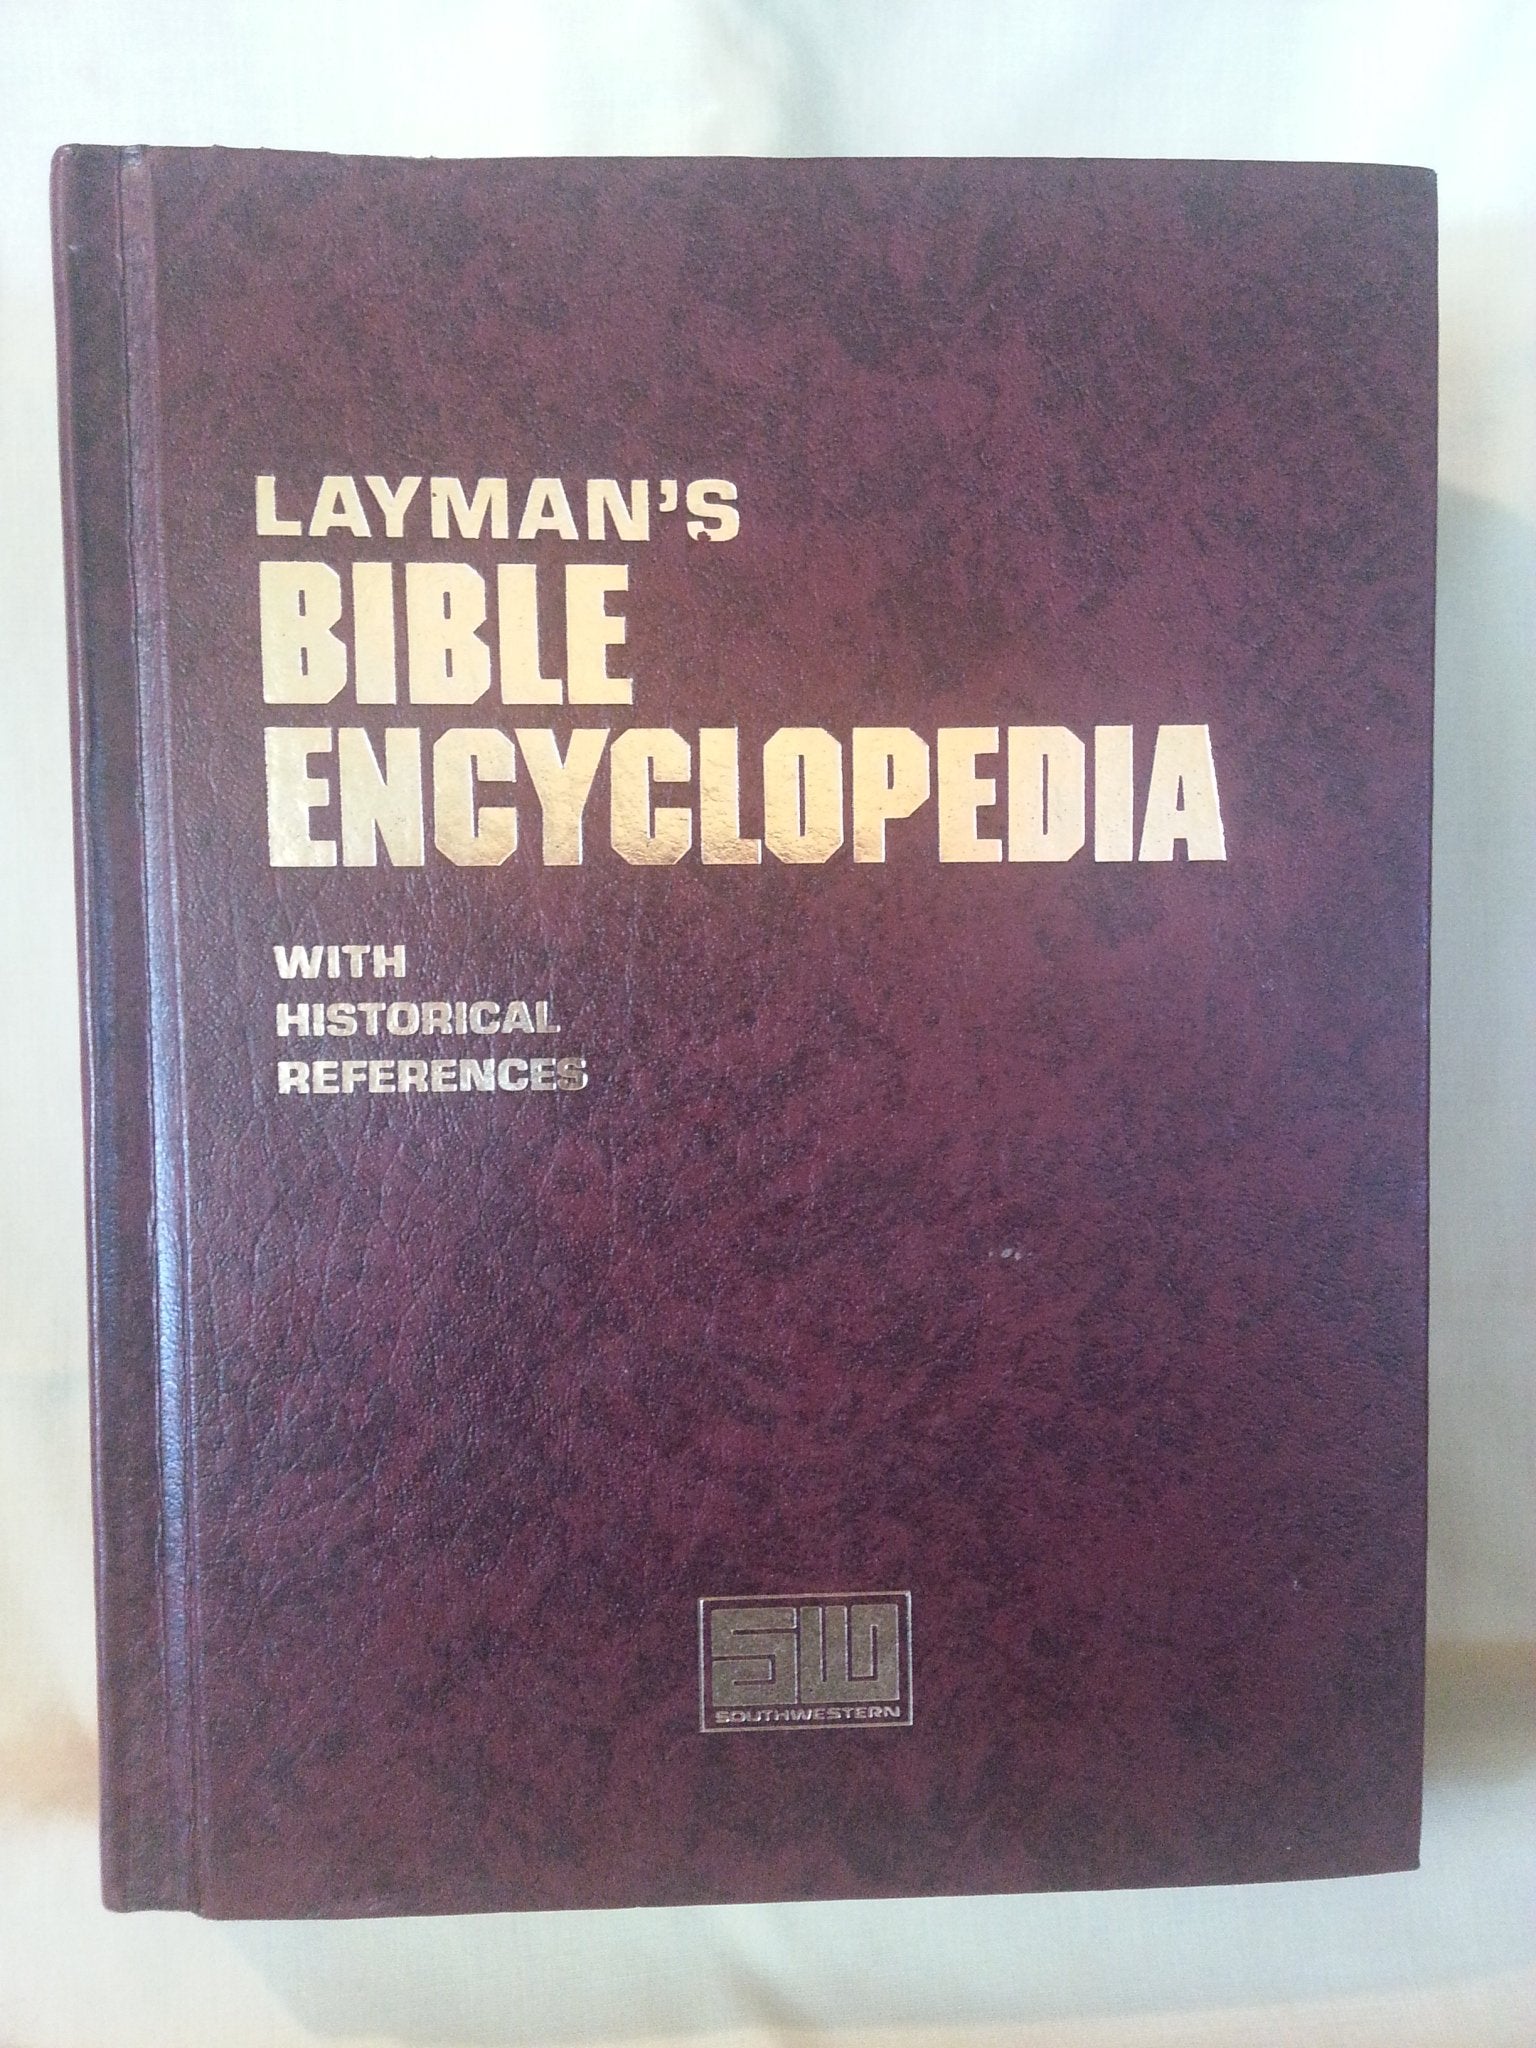 LAYMAN'S
BIBLE
ENCYCLOPEDIA
WITH
HISTORICAL
REFERENCES
SW
SOUTHWESTERN